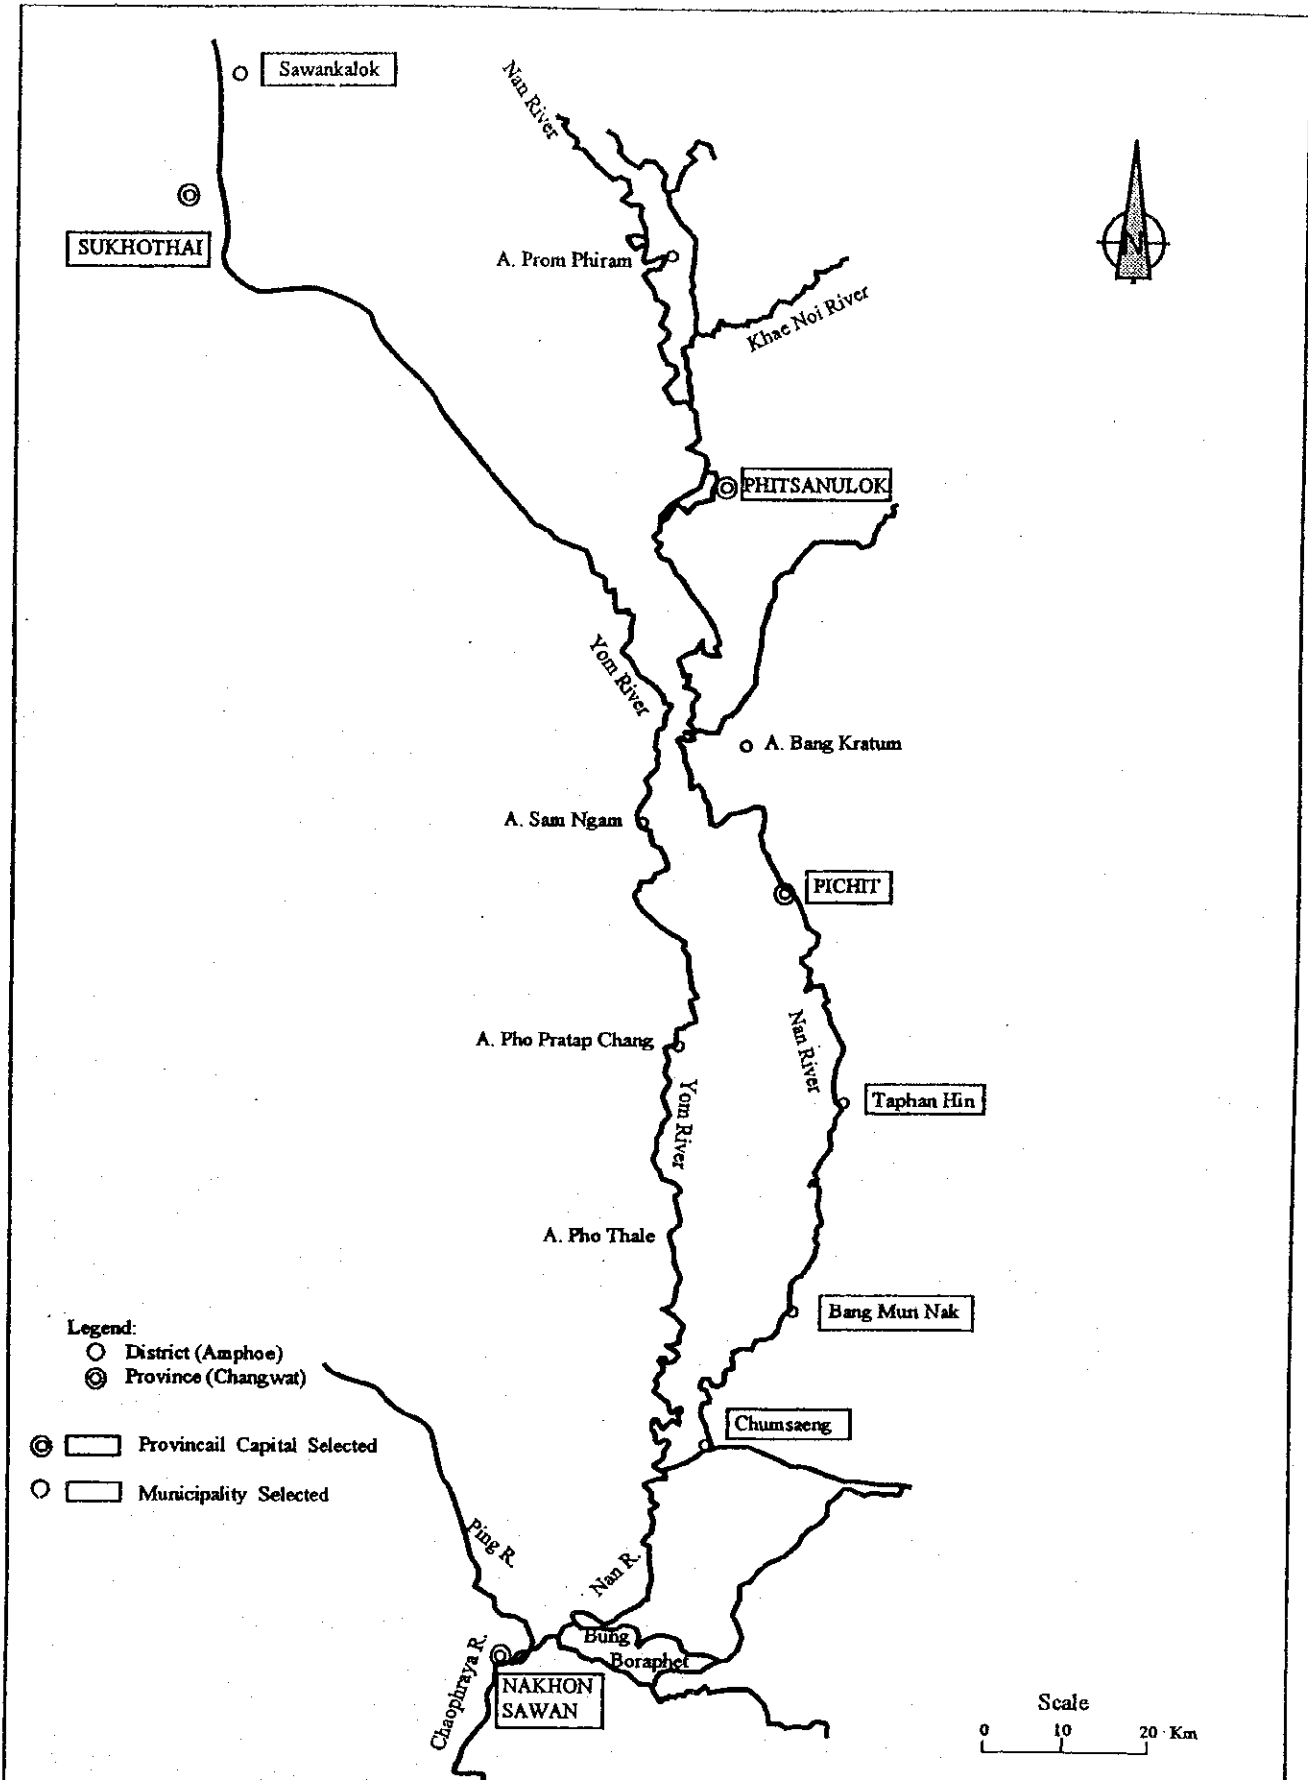 Sawankalok
Nan River
SUKHOTHAI
A. Prom Phiram
N
Khae Noi River
PHITSANULOK
Yom River
A. Bang Kratum
A. Sam Ngam
PICHIT
Nan River
A. Pho Pratap Chang
Yom River
Taphan Hin
A. Pho Thale
Bang Mun Nak
Legend:
District (Amphoe)
Province (Changwat)
Chumsaeng
Provincail Capital Selected
Municipality Selected
Ping R.
Nan R.
Bung
Boraphet
Chaophraya R.
NAKHON
SAWAN
Scale
0 10 20 Km